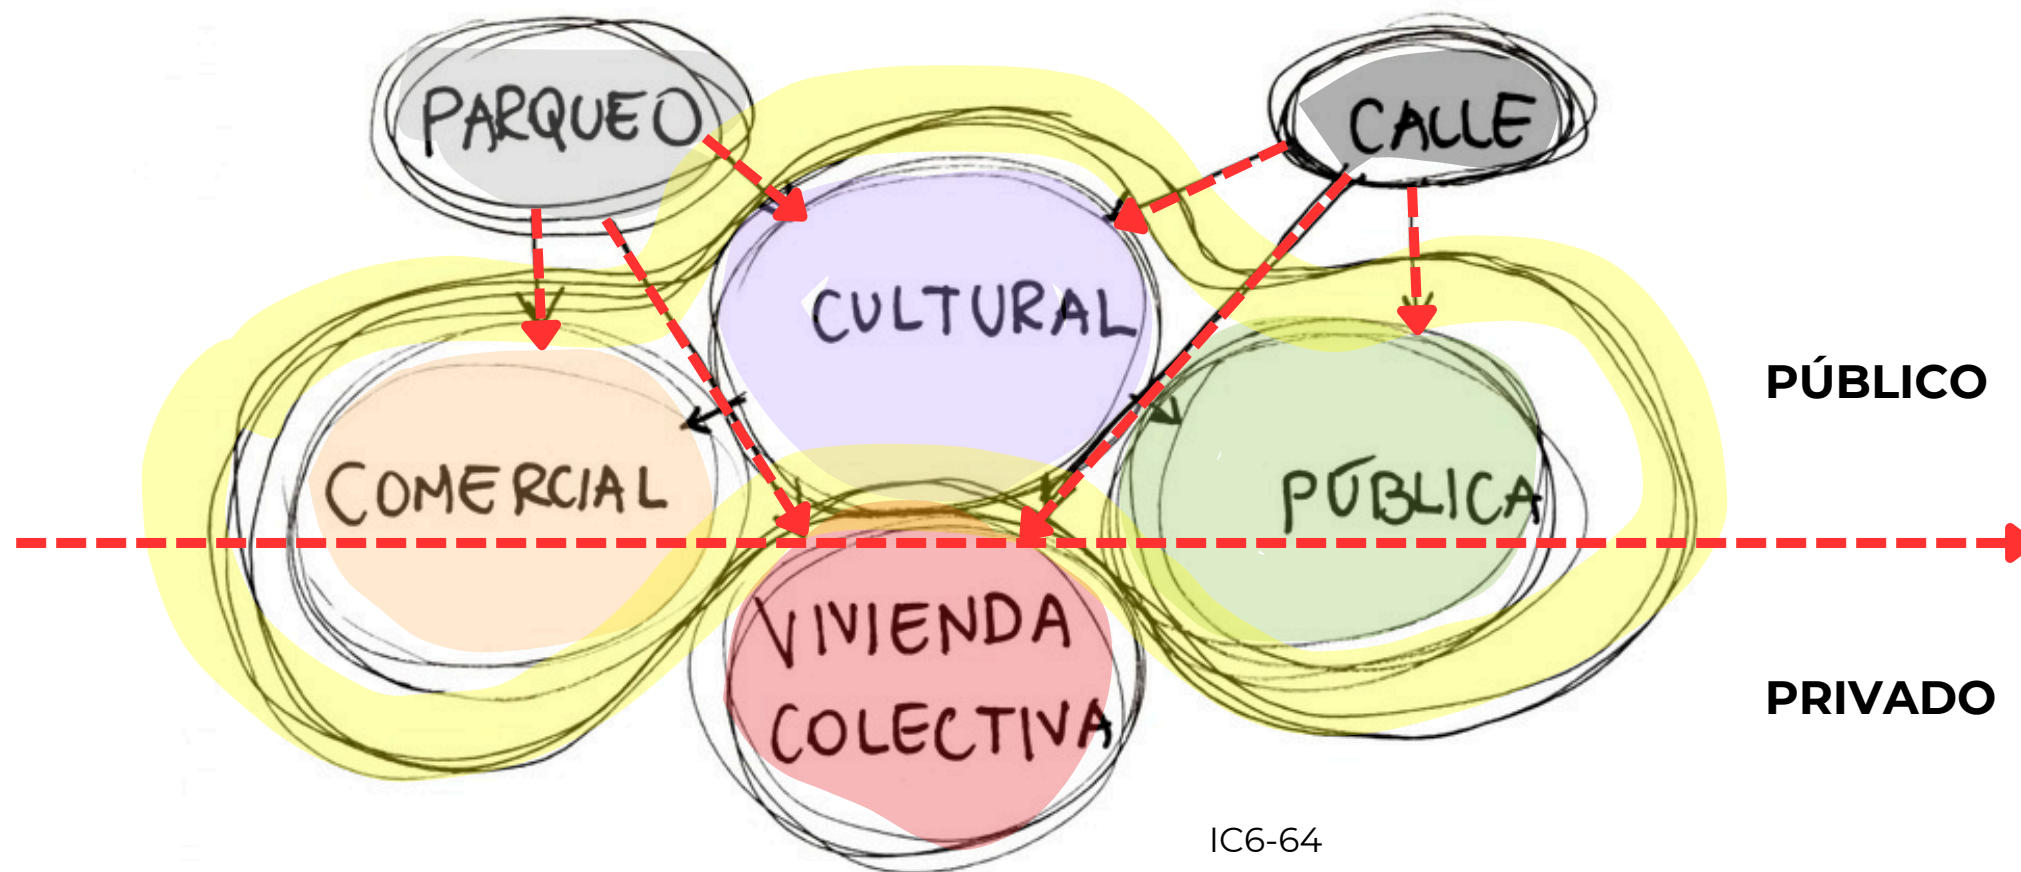 PARQUEO
CALLE
CULTURAL
PÚBLICO
COMERCIAL
PÚBLICA
VIVIENDA
COLECTIVA
PRIVADO
IC6-64